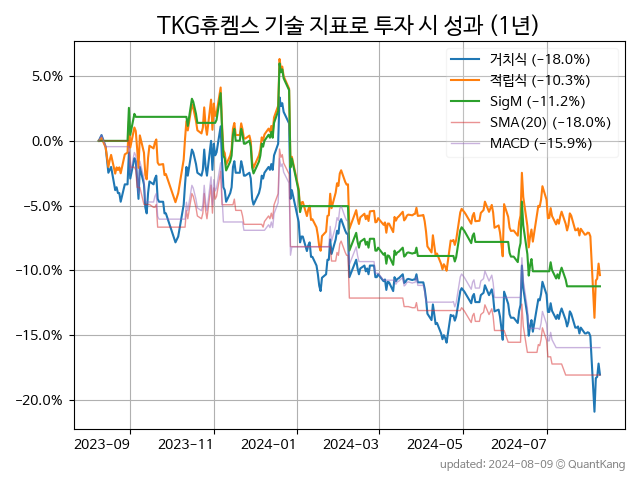 TKG휴켐스 기술 지표로 투자 시 성과 (1년)
거치식 (−18.0%)
적립식 (−10.3%)
SigM (−11.2%)
SMA(20) (−18.0%)
MACD (−15.9%)
5.0%
0.0%
−5.0%
−10.0%
−15.0%
−20.0%
2023−09 2023−11 2024−01 2024−03 2024−05 2024−07
updated: 2024−08−09 © QuantKang